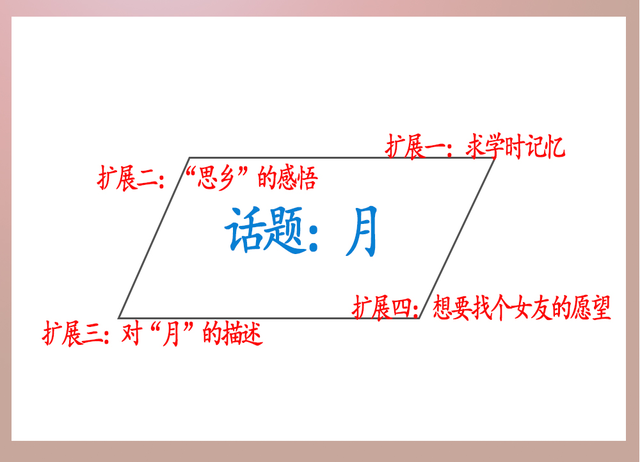 扩展一：求学时记忆
扩展二：“思乡”的感悟
话题：月
扩展三：对“月”的描述
扩展四：想要找个女友的愿望